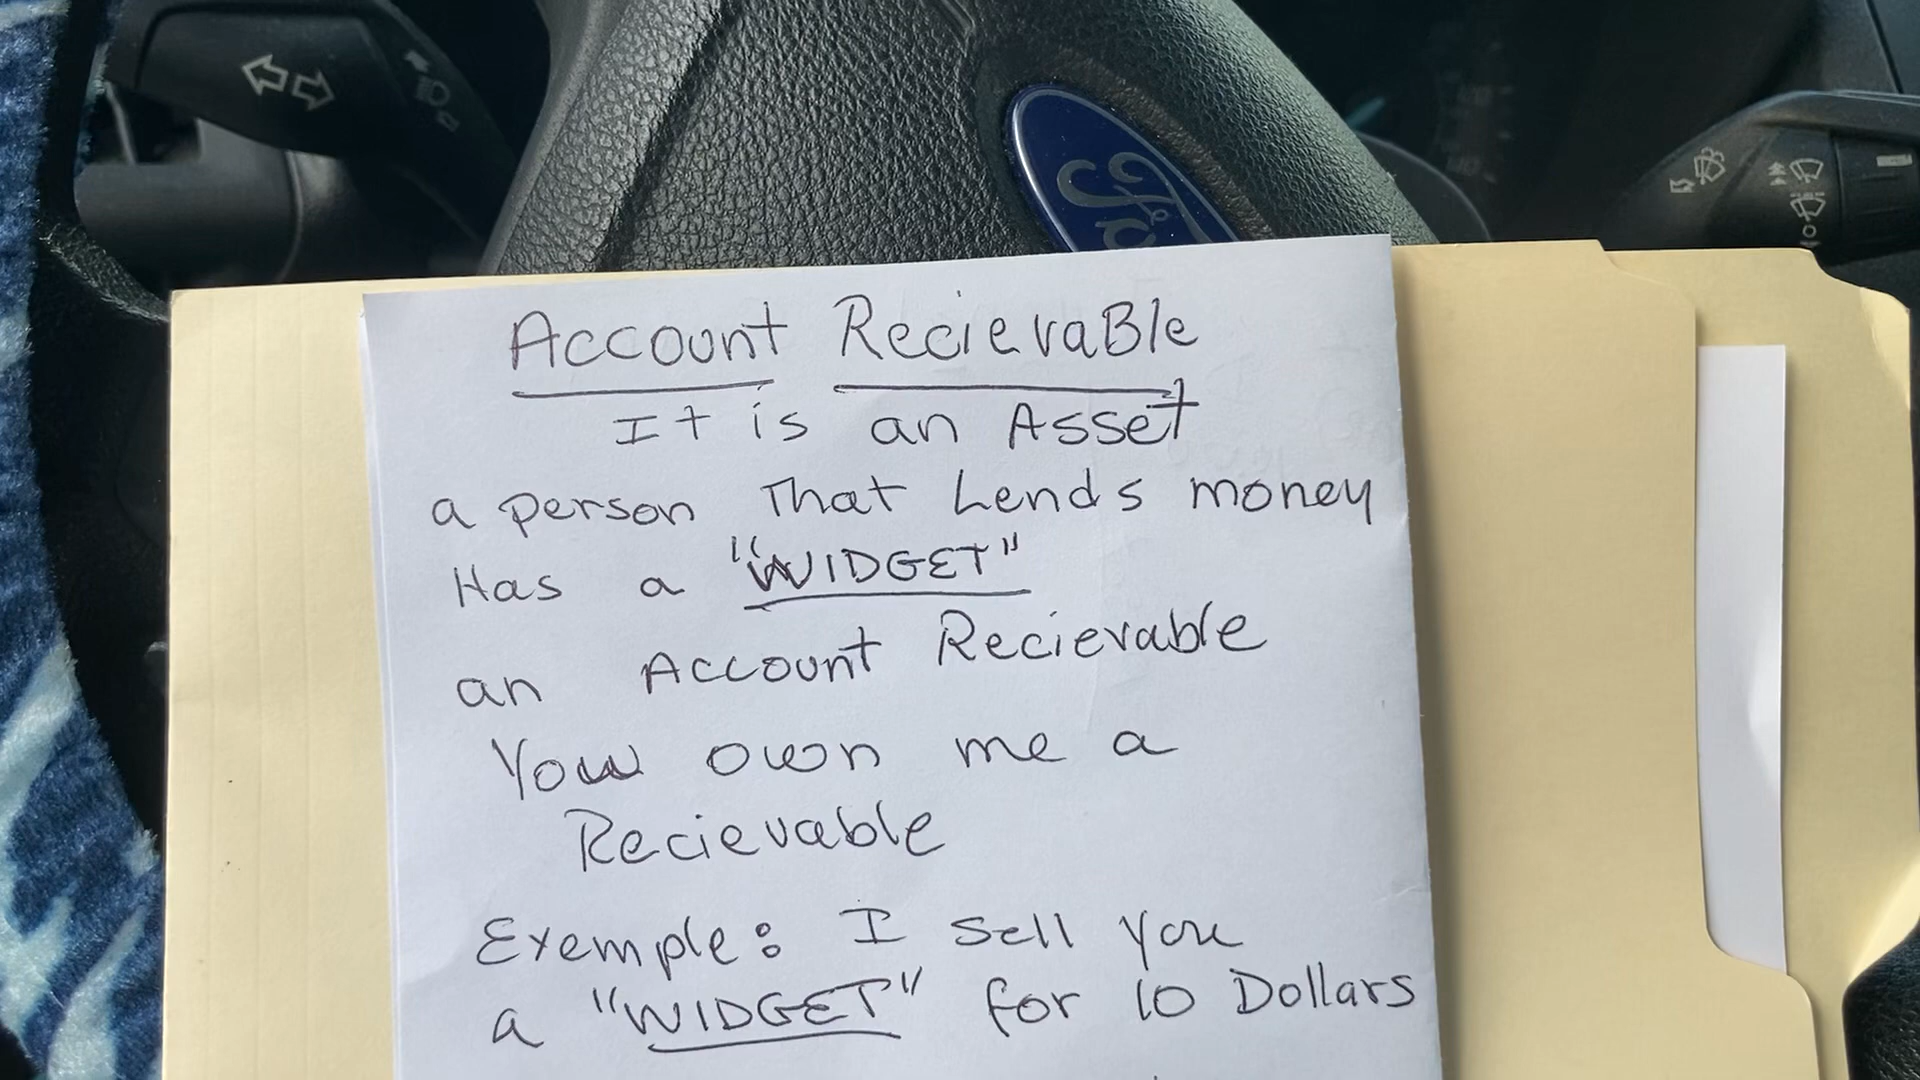 Ford
Account RecievaBle
It is an Asset
a person That Lends money
Has a "WIDGET"
an Account Recievable
You own me a
Recievable
Exemple: I sell you
a "WIDGET" for 10 Dollars